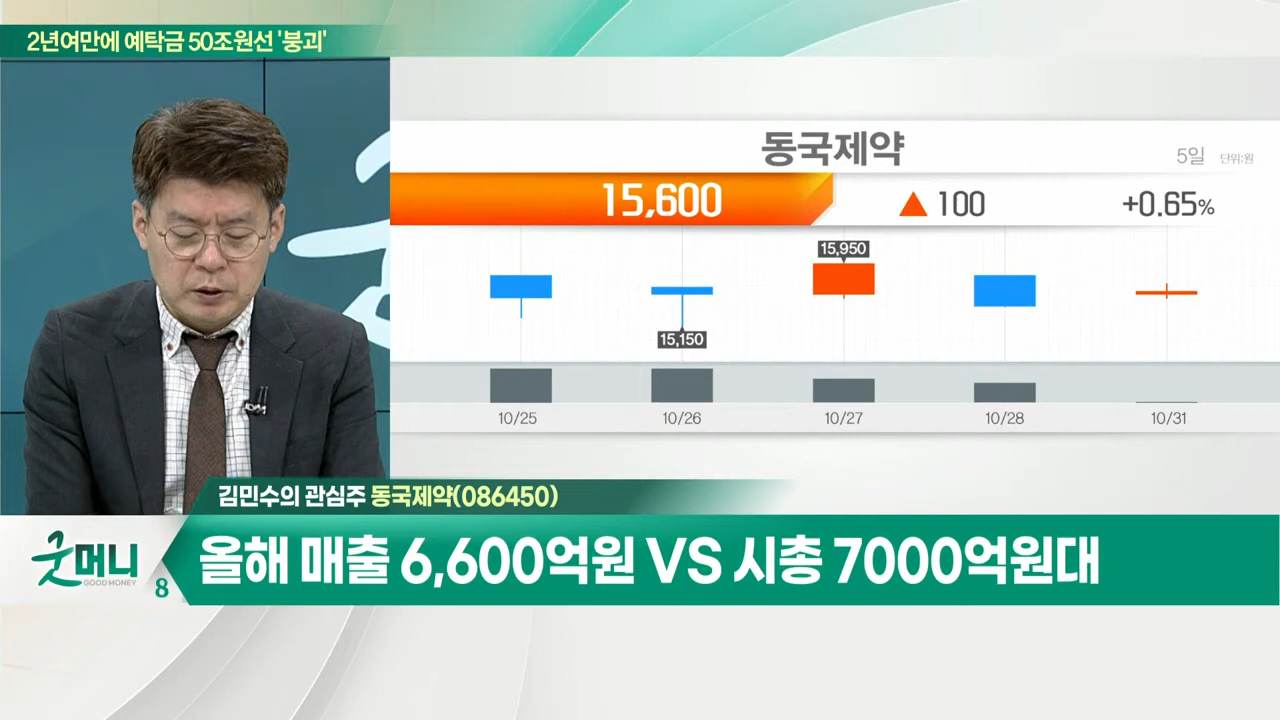 2년여만에 예탁금 50조원선 '붕괴'
동국제약
5일 단위:원
15,600 ▲ 100 +0.65%
15,950
15,150
10/25 10/26 10/27 10/28 10/31
김민수의 관심주 동국제약(086450)
굿머니
GOOD MONEY
8
올해 매출 6,600억원 VS 시총 7000억원대